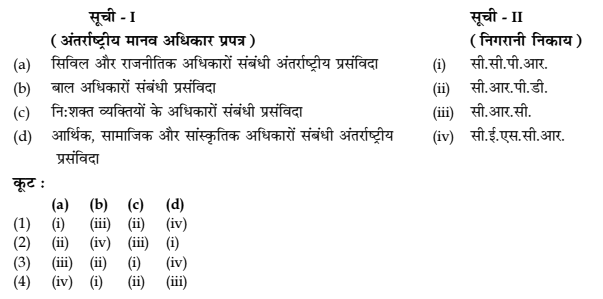 सूची - I सूची - II
( अंतर्राष्ट्रीय मानव अधिकार प्रपत्र ) ( निगरानी निकाय )
(a) सिविल और राजनीतिक अधिकारों संबंधी अंतर्राष्ट्रीय प्रसंविदा (i) सी.सी.पी.आर.
(b) बाल अधिकारों संबंधी प्रसंविदा (ii) सी.आर.पी.डी.
(c) नि:शक्त व्यक्तियों के अधिकारों संबंधी प्रसंविदा (iii) सी.आर.सी.
(d) आर्थिक, सामाजिक और सांस्कृतिक अधिकारों संबंधी अंतर्राष्ट्रीय (iv) सी.ई.एस.सी.आर.
प्रसंविदा
कूट :
(a) (b) (c) (d)
(1) (i) (iii) (ii) (iv)
(2) (ii) (iv) (iii) (i)
(3) (iii) (ii) (i) (iv)
(4) (iv) (i) (ii) (iii)